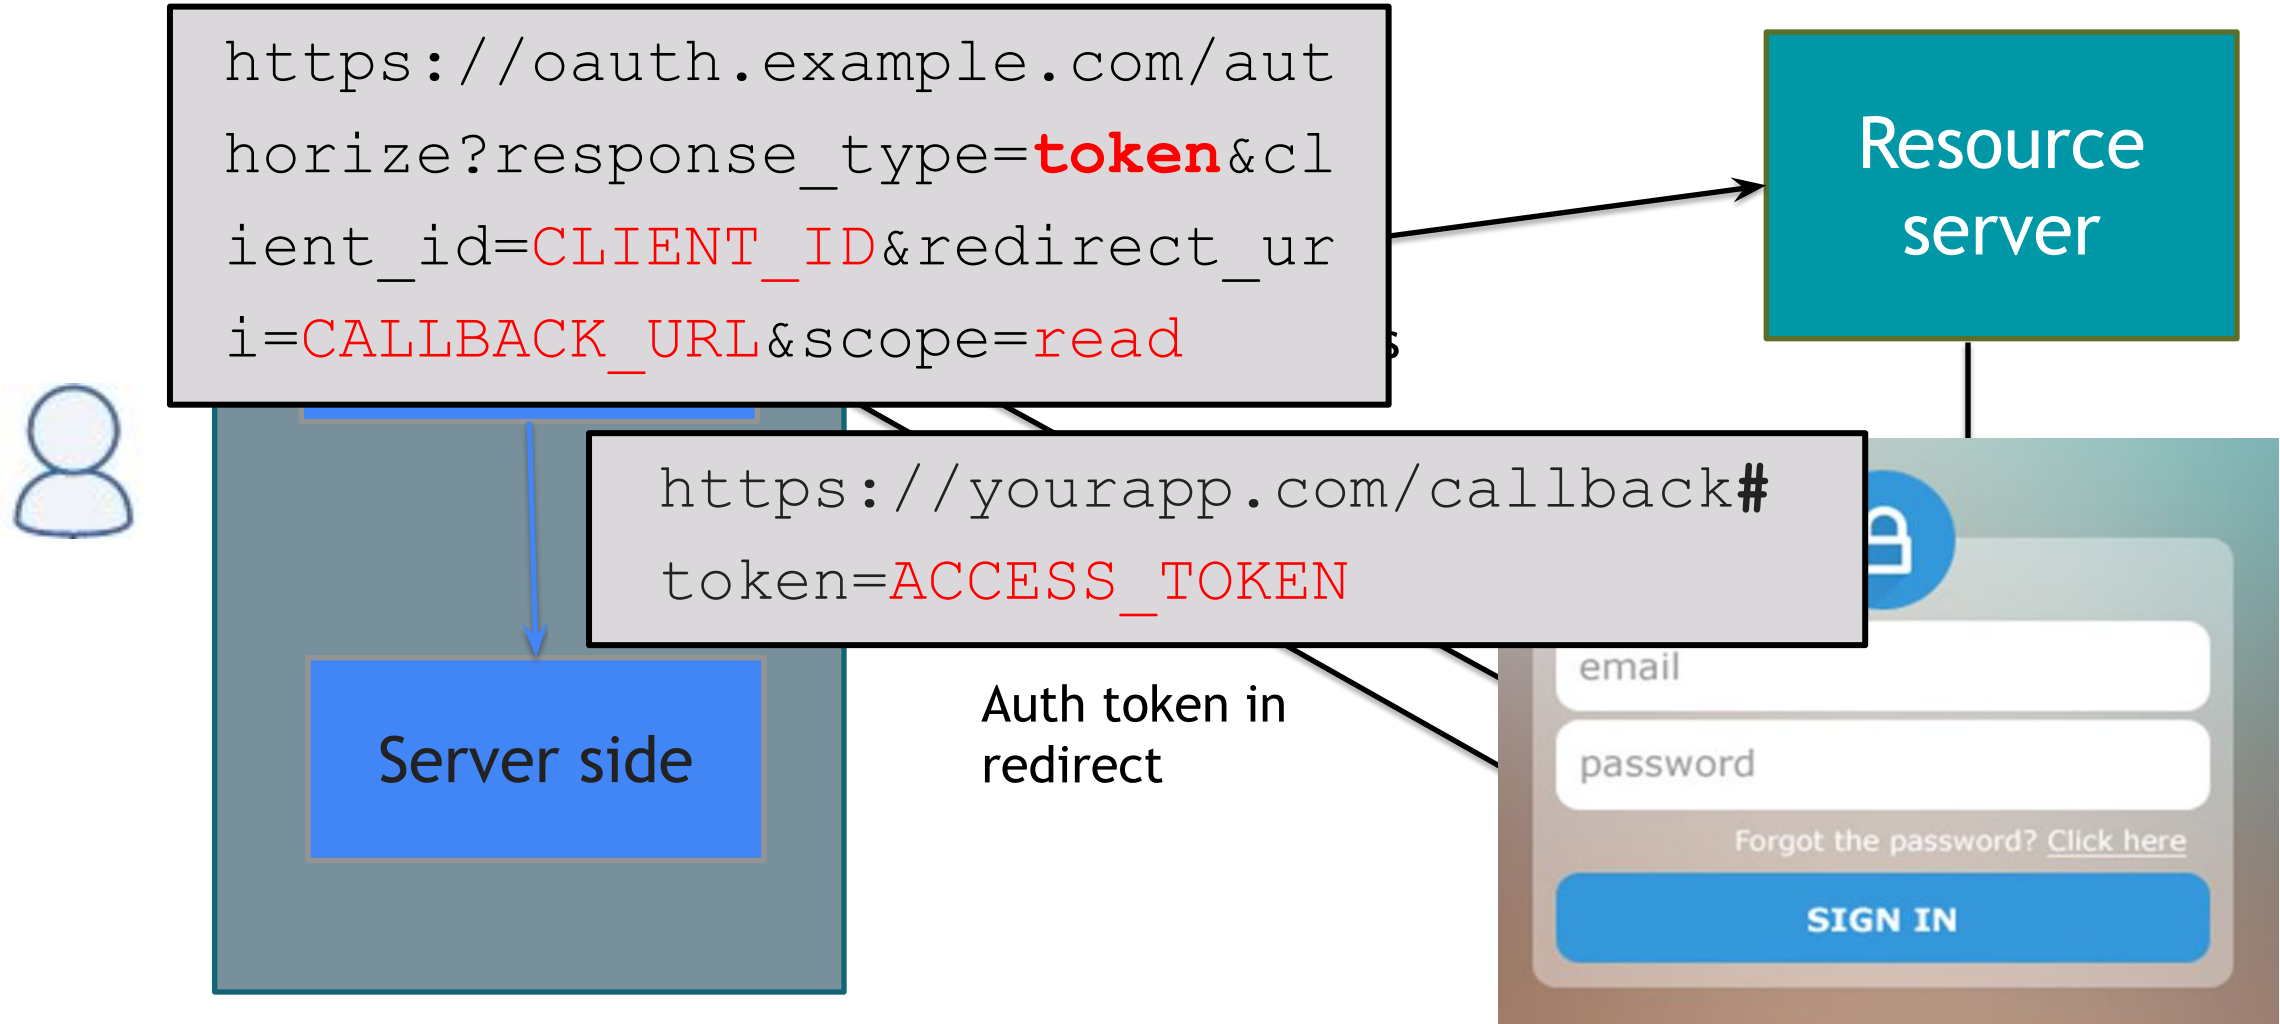 https://oauth.example.com/aut
horize?response_type=token&cl
ient_id=CLIENT_ID&redirect_ur
i=CALLBACK_URL&scope=read
Resource
server
https://yourapp.com/callback#
token=ACCESS_TOKEN
Server side
Auth token in
redirect
email
password
Forgot the password? Click here
SIGN IN